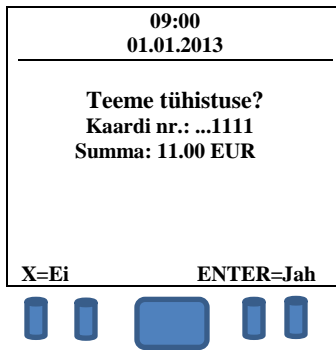 09:00
01.01.2013
Teeme tühistuse?
Kaardi nr.: ...1111
Summa: 11.00 EUR
X=Ei ENTER=Jah